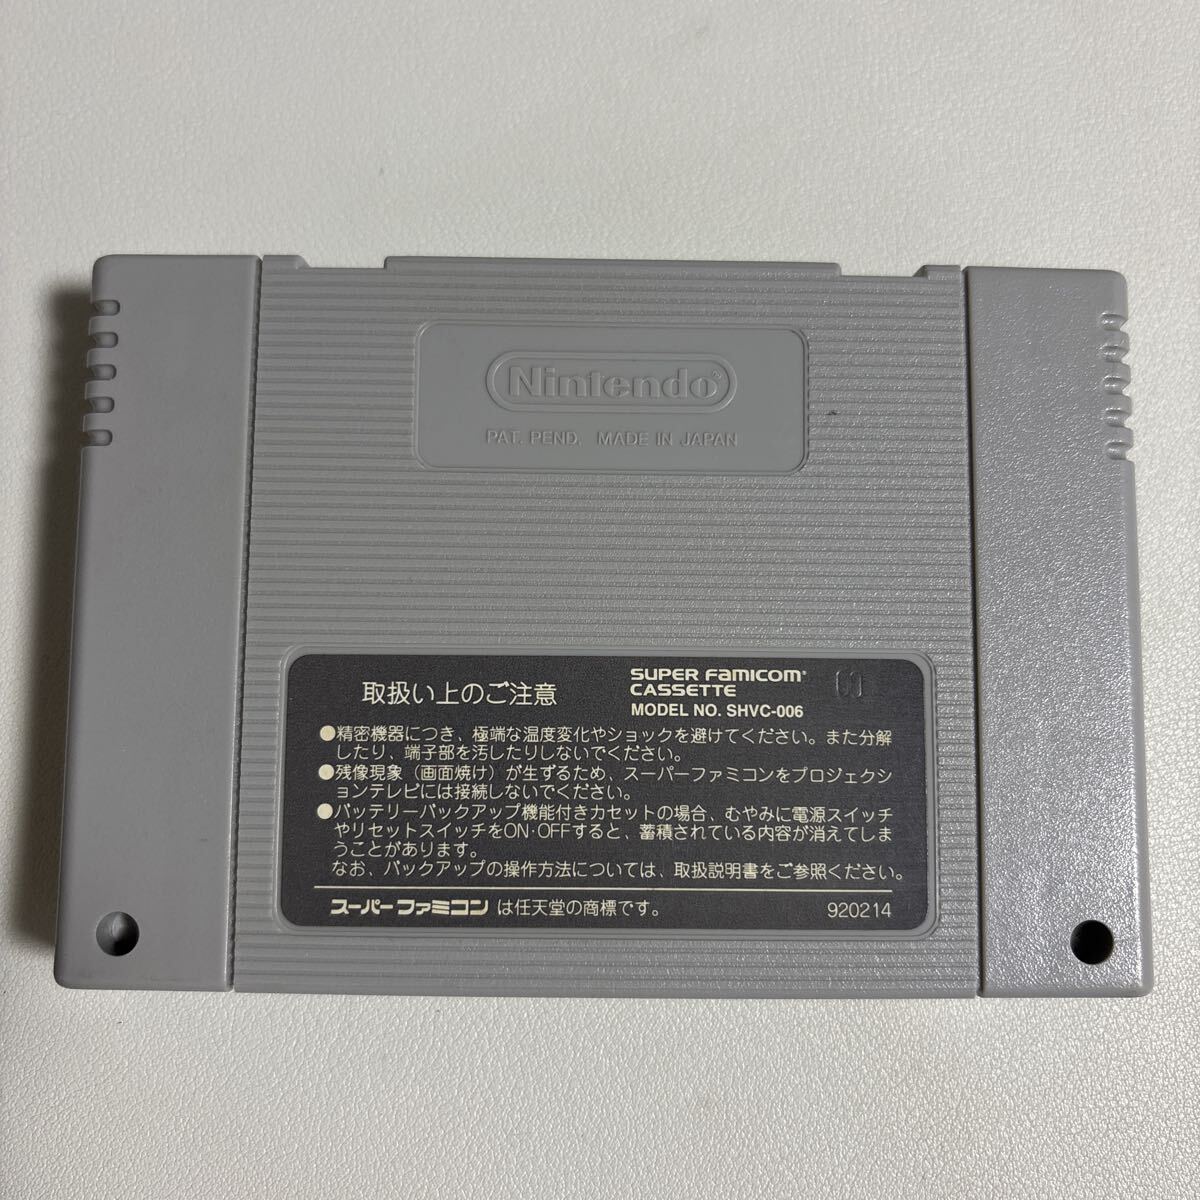 Nintendo
PAT. PEND. MADE IN JAPAN
取扱い上のご注意
SUPER FAMICOM
CASSETTE
MODEL NO. SHVC-006
●精密機器につき、極端な温度変化やショックを避けてください。また分解
したり、端子部を汚したりしないでください。
●残像現象（画面焼け）が生ずるため、スーパーファミコンをプロジェクシ
ョンテレビには接続しないでください。
●バッテリーバックアップ機能付きカセットの場合、むやみに電源スイッチ
やリセットスイッチをON・OFFすると、蓄積されている内容が消えてしま
うことがあります。
なお、バックアップの操作方法については、取扱説明書をご参照ください。
スーパーファミコンは任天堂の商標です。 920214